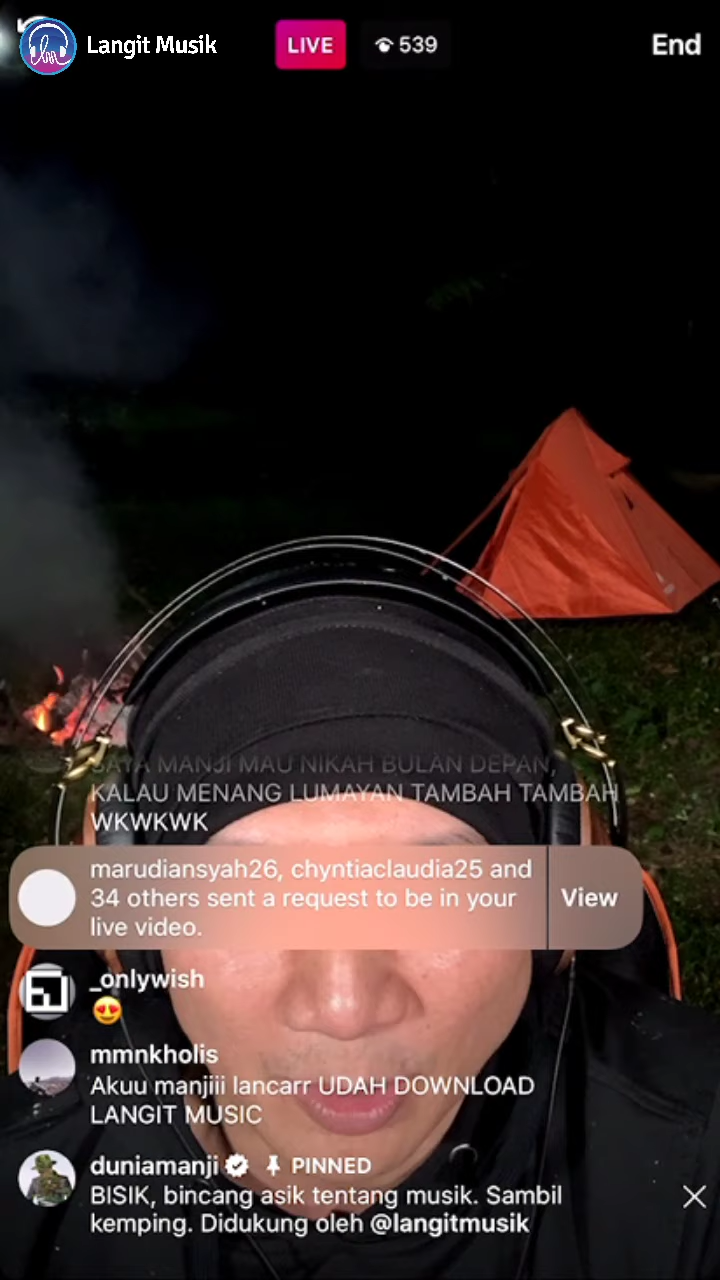 Langit Musik
LIVE
539
End
SAYA MANJI MAU NIKAH BULAN DEPAN,
KALAU MENANG LUMAYAN TAMBAH TAMBAH
WKWKWK
marudiansyah26, chyntiaclaudia25 and
34 others sent a request to be in your
live video.
View
_onlywish
😍
mmnkholis
Akuu manjiii lancarr UDAH DOWNLOAD
LANGIT MUSIC
duniamanji PINNED
BISIK, bincang asik tentang musik. Sambil
kemping. Didukung oleh @langitmusik